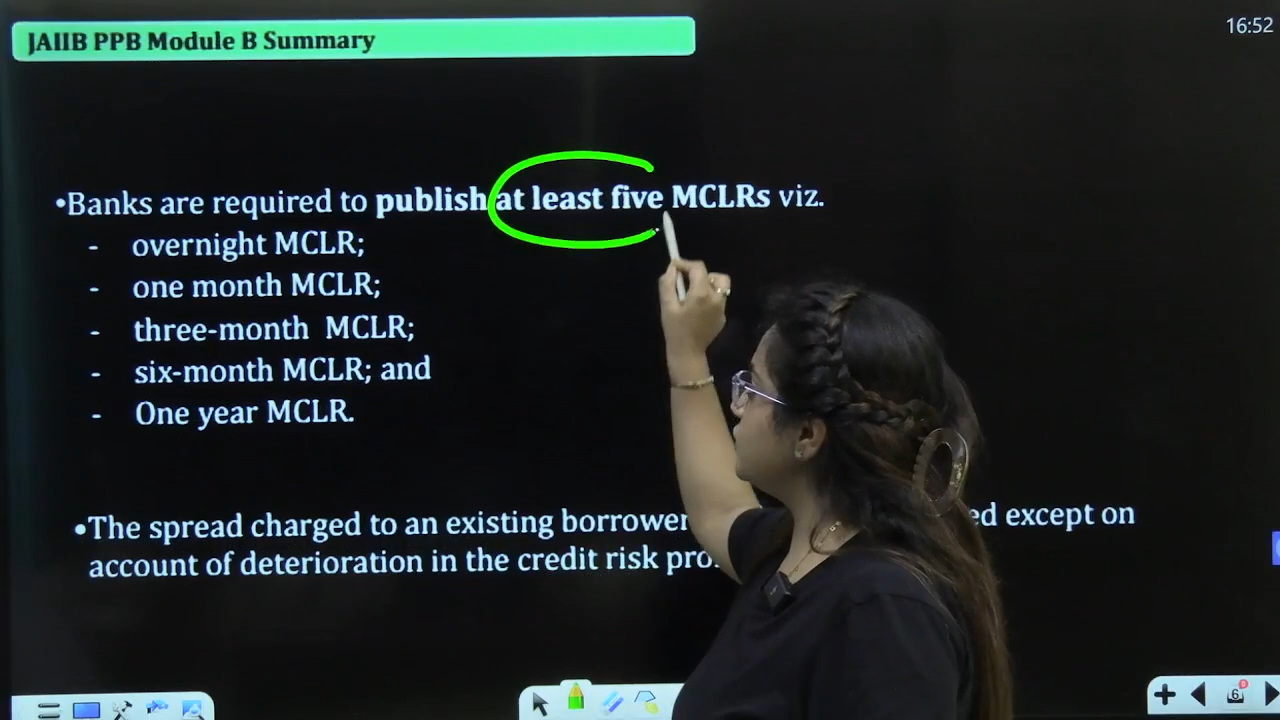 JAIIB PPB Module B Summary
16:52
•Banks are required to publish at least five MCLRs viz.
- overnight MCLR;
- one month MCLR;
- three-month MCLR;
- six-month MCLR; and
- One year MCLR.
•The spread charged to an existing borrower except on
account of deterioration in the credit risk
6